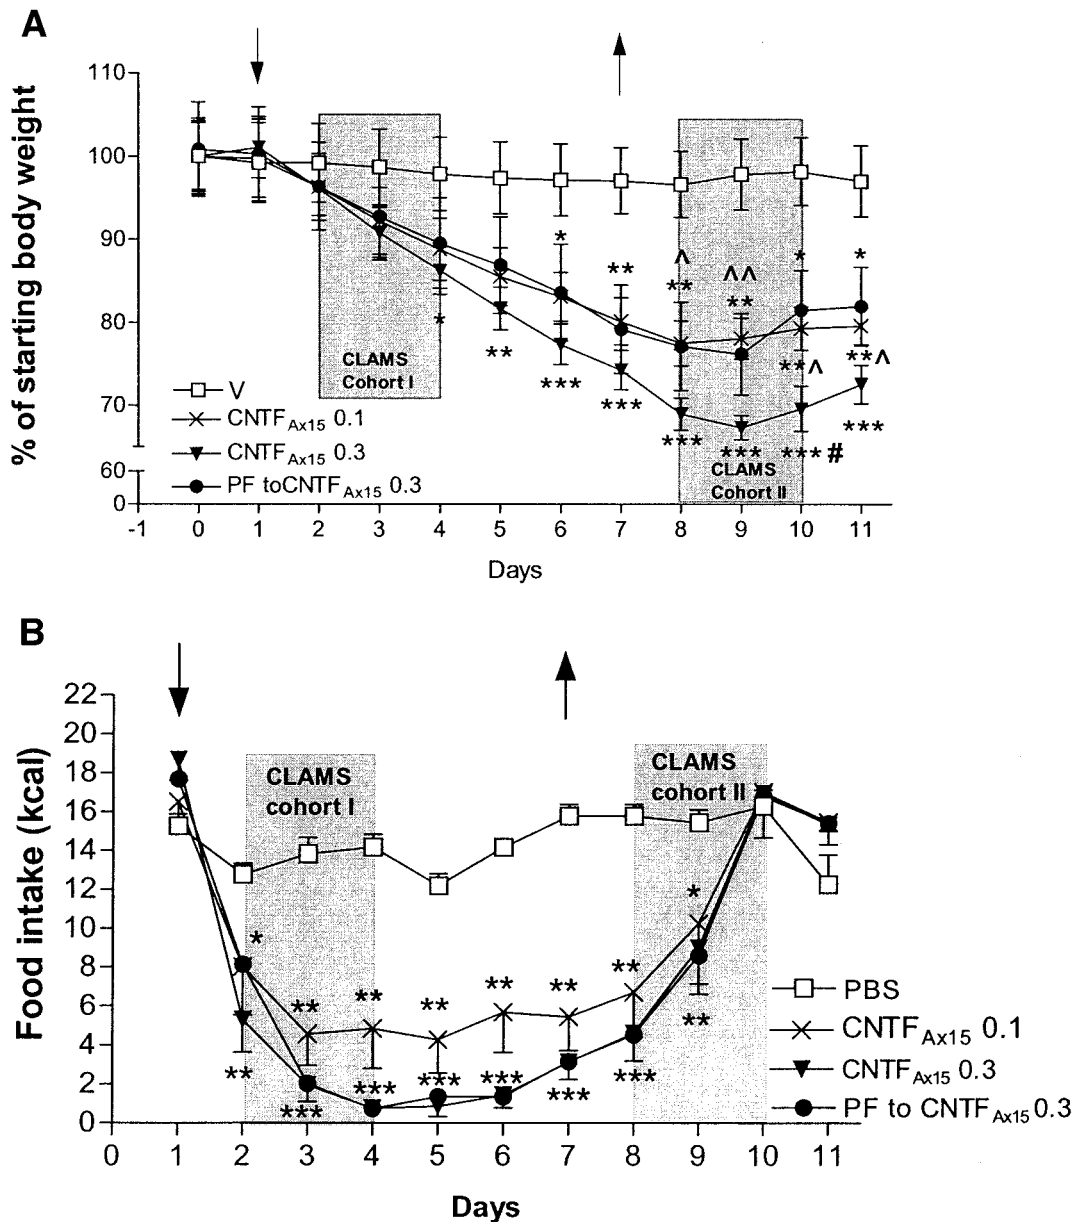 A
% of starting body weight
110
100
90
80
70
60
0
CLAMS
Cohort I
CLAMS
Cohort II
V
CNTFAx15 0.1
CNTFAx15 0.3
PF toCNTFAx15 0.3
*
**
***
*
***
**
***
^
**
***
^^
**
***
*
**^
***#
*
**^
***
-1 0 1 2 3 4 5 6 7 8 9 10 11
Days
B
Food intake (kcal)
22
20
18
16
14
12
10
8
6
4
2
0
CLAMS
cohort I
CLAMS
cohort II
*
**
**
***
**
***
**
***
**
***
**
***
**
***
*
**
PBS
CNTFAx15 0.1
CNTFAx15 0.3
PF to CNTFAx15 0.3
0 1 2 3 4 5 6 7 8 9 10 11
Days